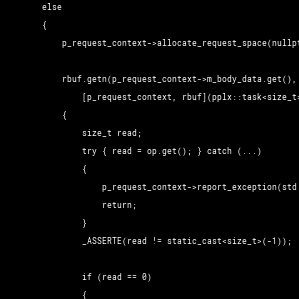 else
{
p_request_context->allocate_request_space(nullpt
rbuf.getn(p_request_context->m_body_data.get(),
[p_request_context, rbuf](pplx::task<size_t>
{
size_t read;
try { read = op.get(); } catch (...)
{
p_request_context->report_exception(std
return;
}
_ASSERTE(read != static_cast<size_t>(-1));
if (read == 0)
{